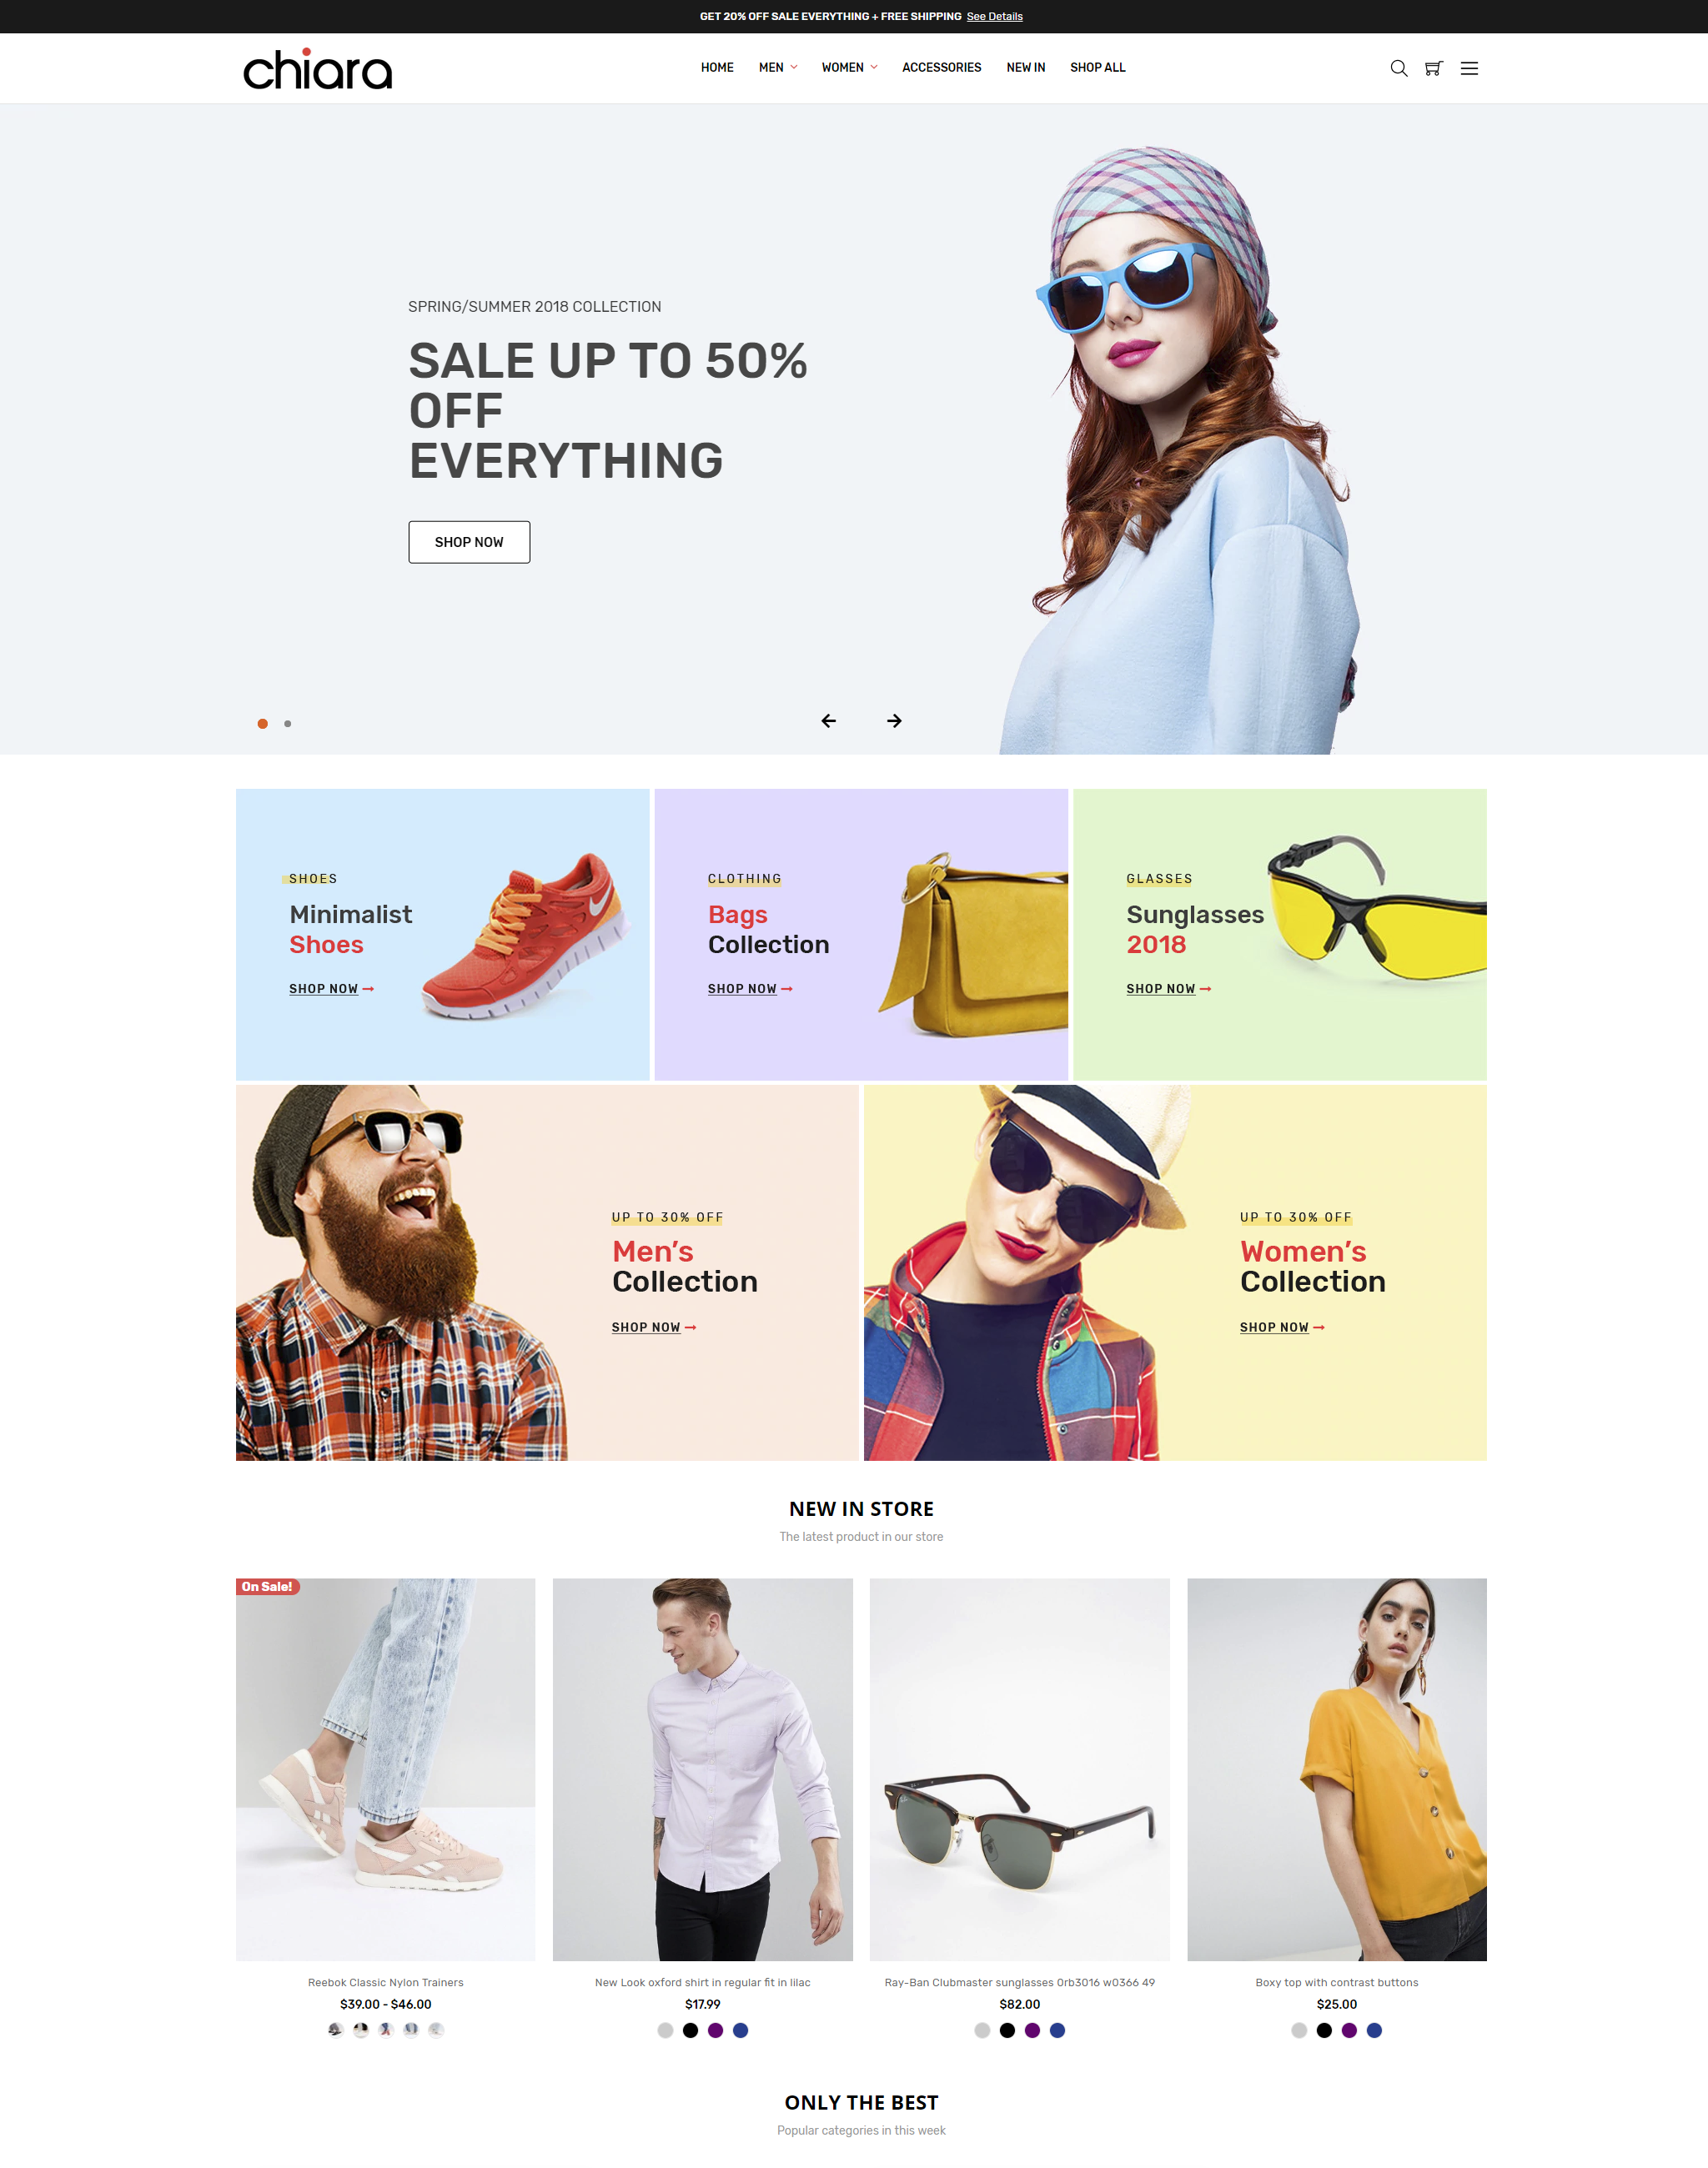 GET 20% OFF SALE EVERYTHING + FREE SHIPPING See Details
chiara
HOME MEN WOMEN ACCESSORIES NEW IN SHOP ALL
SPRING/SUMMER 2018 COLLECTION
SALE UP TO 50%
OFF
EVERYTHING
SHOP NOW
SHOES
Minimalist
Shoes
SHOP NOW
CLOTHING
Bags
Collection
SHOP NOW
GLASSES
Sunglasses
2018
SHOP NOW
UP TO 30% OFF
Men's
Collection
SHOP NOW
UP TO 30% OFF
Women's
Collection
SHOP NOW
NEW IN STORE
The latest product in our store
On Sale!
Reebok Classic Nylon Trainers
$39.00 - $46.00
New Look oxford shirt in regular fit in lilac
$17.99
Ray-Ban Clubmaster sunglasses 0rb3016 w0366 49
$82.00
Boxy top with contrast buttons
$25.00
ONLY THE BEST
Popular categories in this week